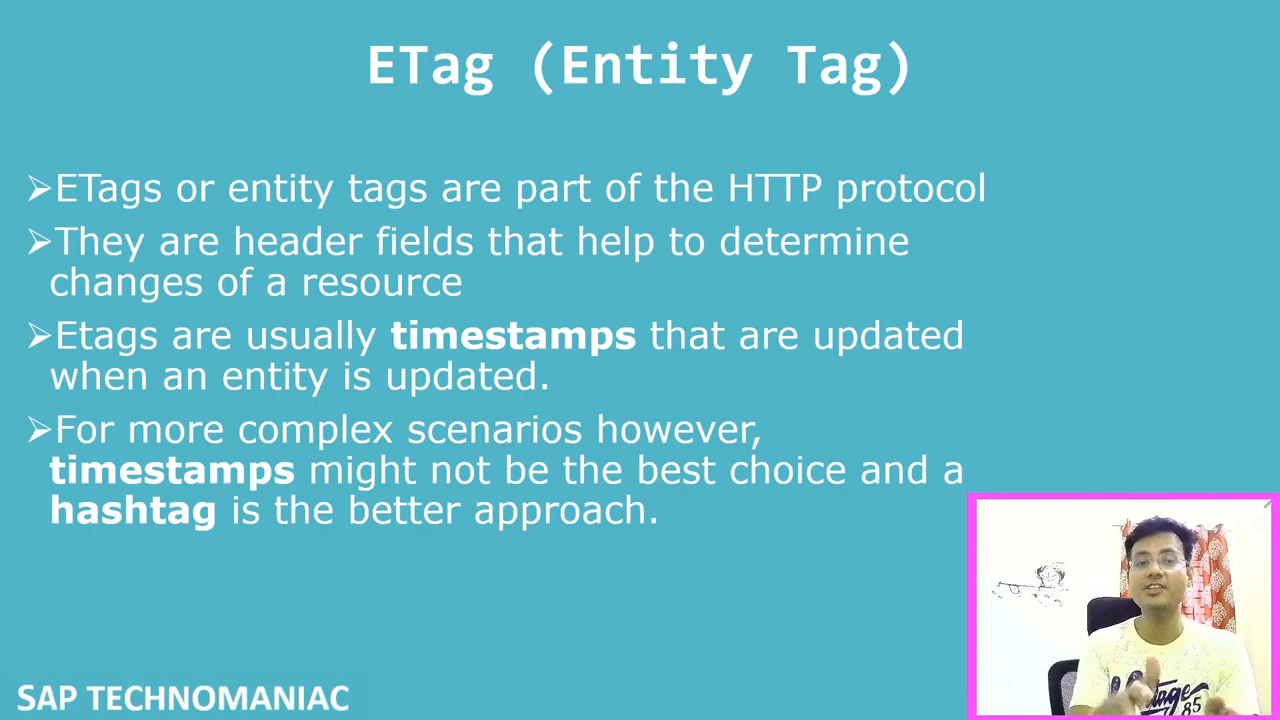 ETag (Entity Tag)
➢ETags or entity tags are part of the HTTP protocol
➢They are header fields that help to determine
changes of a resource
➢Etags are usually timestamps that are updated
when an entity is updated.
➢For more complex scenarios however,
timestamps might not be the best choice and a
hashtag is the better approach.
85
SAP TECHNOMANIAC